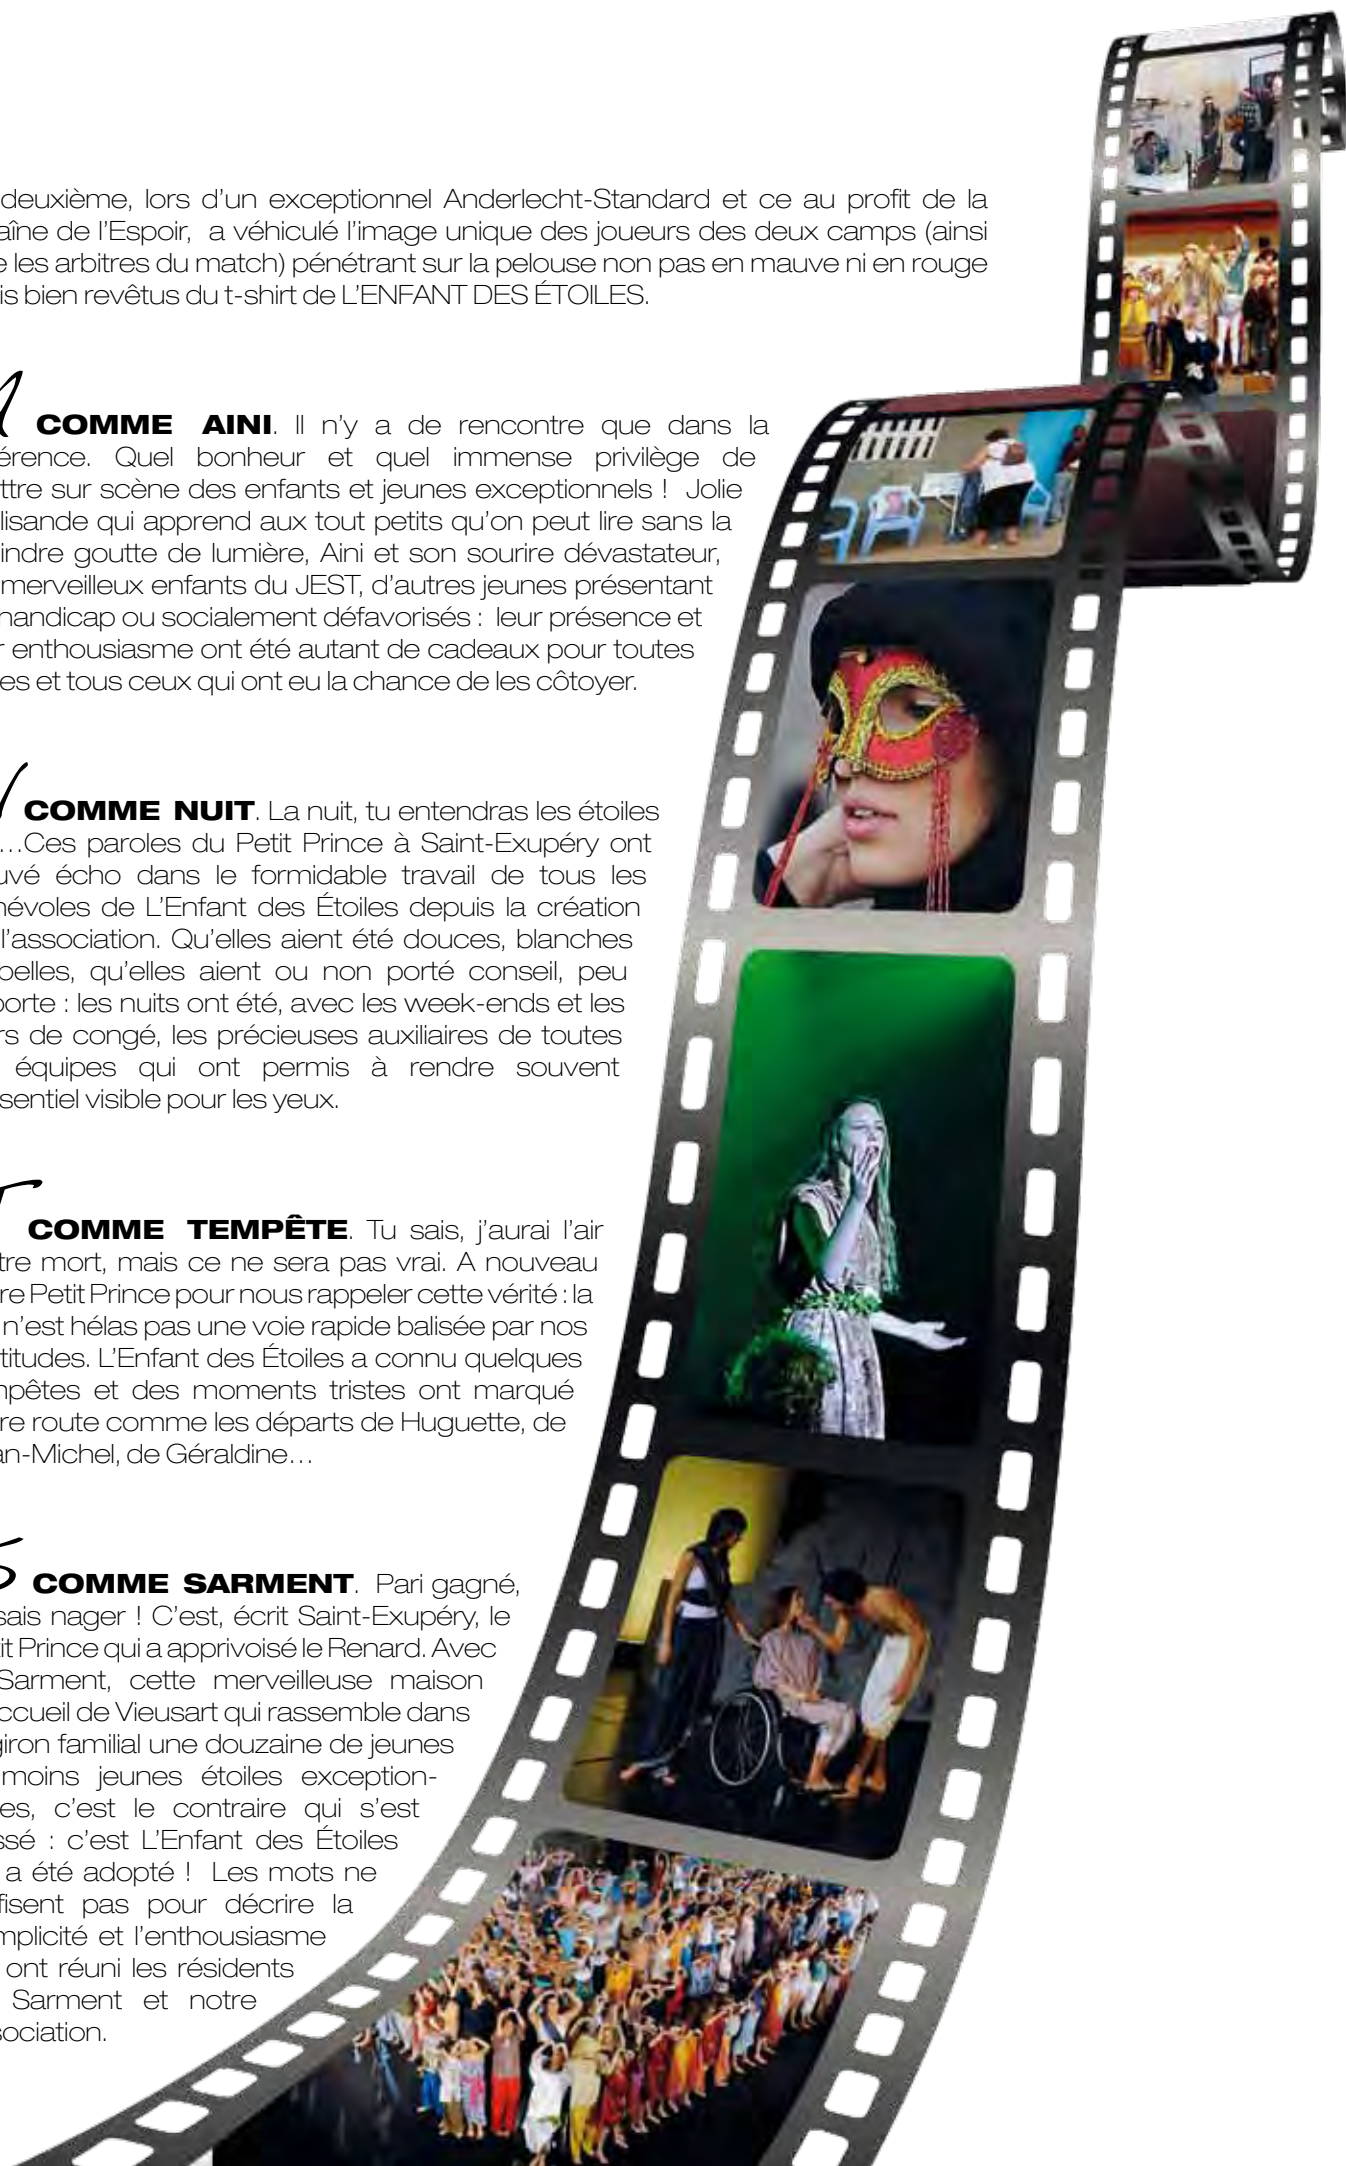 deuxième, lors d'un exceptionnel Anderlecht-Standard et ce au profit de la
aîne de l'Espoir, a véhiculé l'image unique des joueurs des deux camps (ainsi
e les arbitres du match) pénétrant sur la pelouse non pas en mauve ni en rouge
is bien revêtus du t-shirt de L'ENFANT DES ÉTOILES.
A COMME AINI. Il n'y a de rencontre que dans la
érence. Quel bonheur et quel immense privilège de
ttre sur scène des enfants et jeunes exceptionnels ! Jolie
lisande qui apprend aux tout petits qu'on peut lire sans la
indre goutte de lumière, Aini et son sourire dévastateur,
merveilleux enfants du JEST, d'autres jeunes présentant
handicap ou socialement défavorisés : leur présence et
r enthousiasme ont été autant de cadeaux pour toutes
es et tous ceux qui ont eu la chance de les côtoyer.
N COMME NUIT. La nuit, tu entendras les étoiles
…Ces paroles du Petit Prince à Saint-Exupéry ont
uvé écho dans le formidable travail de tous les
névoles de L'Enfant des Étoiles depuis la création
l'association. Qu'elles aient été douces, blanches
belles, qu'elles aient ou non porté conseil, peu
porte : les nuits ont été, avec les week-ends et les
rs de congé, les précieuses auxiliaires de toutes
équipes qui ont permis à rendre souvent
sentiel visible pour les yeux.
T COMME TEMPÊTE. Tu sais, j'aurai l'air
tre mort, mais ce ne sera pas vrai. A nouveau
re Petit Prince pour nous rappeler cette vérité : la
n'est hélas pas une voie rapide balisée par nos
titudes. L'Enfant des Étoiles a connu quelques
mpêtes et des moments tristes ont marqué
re route comme les départs de Huguette, de
an-Michel, de Géraldine…
S COMME SARMENT. Pari gagné,
sais nager ! C'est, écrit Saint-Exupéry, le
it Prince qui a apprivoisé le Renard. Avec
Sarment, cette merveilleuse maison
ccueil de Vieusart qui rassemble dans
giron familial une douzaine de jeunes
moins jeunes étoiles exception-
es, c'est le contraire qui s'est
ssé : c'est L'Enfant des Étoiles
a été adopté ! Les mots ne
fisent pas pour décrire la
mplicité et l'enthousiasme
ont réuni les résidents
Sarment et notre
sociation.